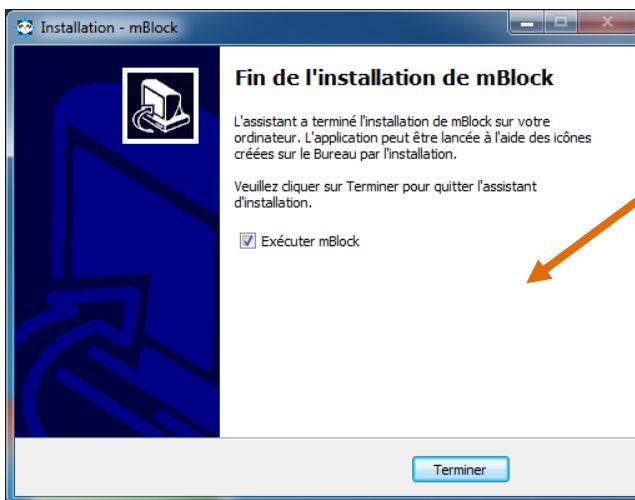 Installation - mBlock
Fin de l'installation de mBlock
L'assistant a terminé l'installation de mBlock sur votre
ordinateur. L'application peut être lancée à l'aide des icônes
créées sur le Bureau par l'installation.
Veuillez cliquer sur Terminer pour quitter l'assistant
d'installation.
Exécuter mBlock
Terminer